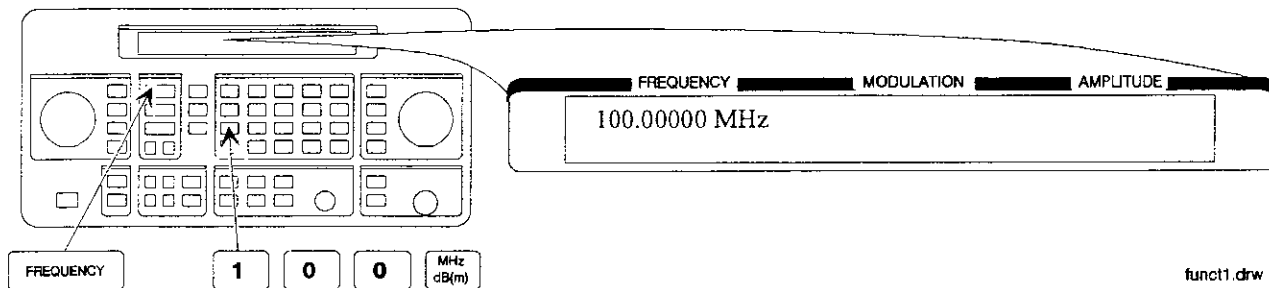 FREQUENCY MODULATION AMPLITUDE
100.00000 MHz
FREQUENCY 1 0 0 MHz dB(m)
funct1.drw